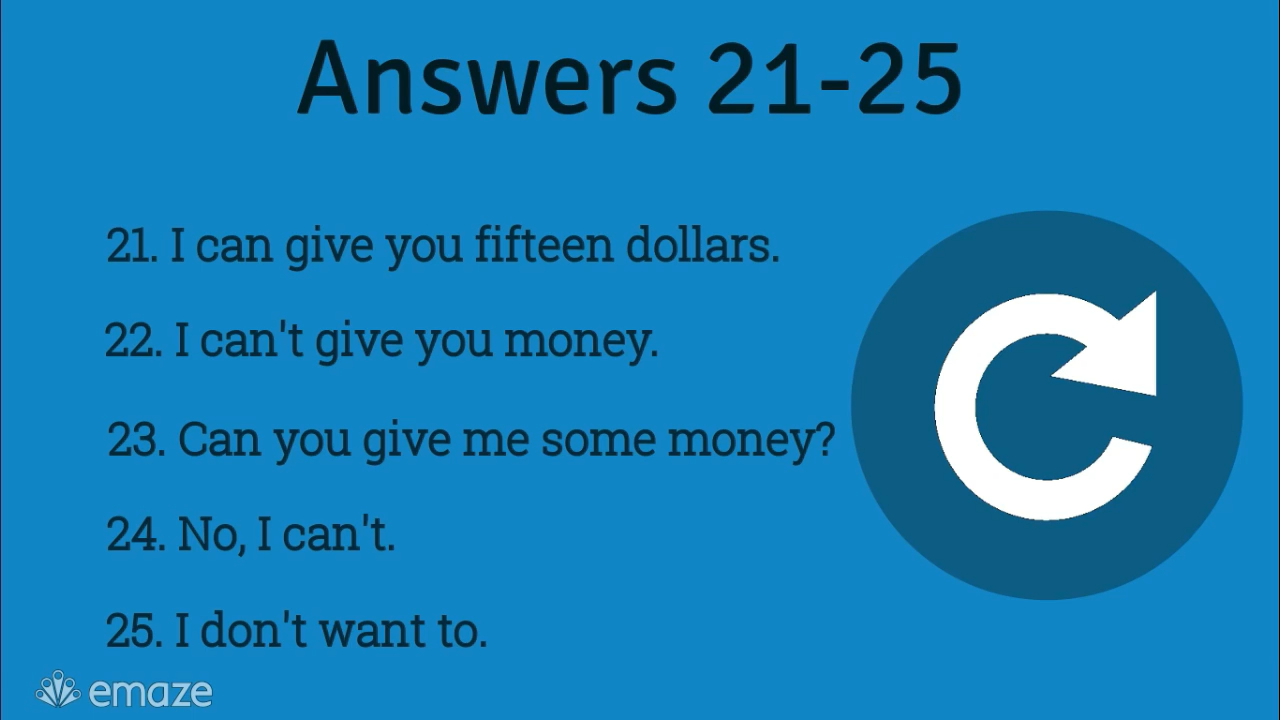 Answers 21-25
21. I can give you fifteen dollars.
22. I can't give you money.
23. Can you give me some money?
24. No, I can't.
25. I don't want to.
emaze